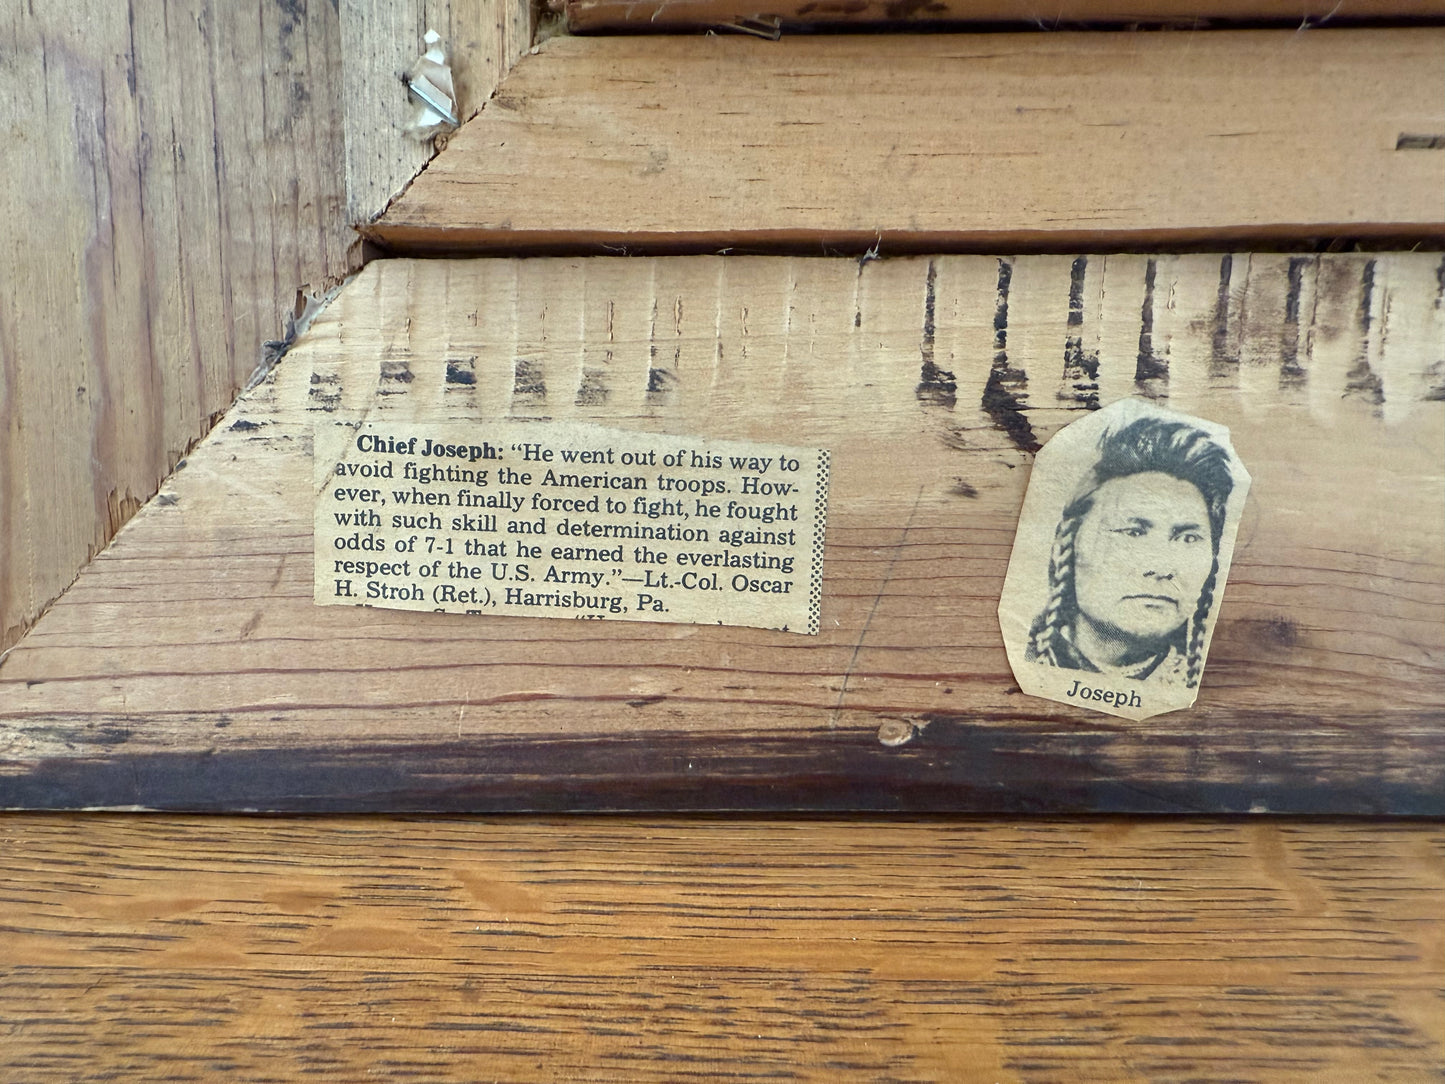 Chief Joseph: “He went out of his way to
avoid fighting the American troops. How-
ever, when finally forced to fight, he fought
with such skill and determination against
odds of 7-1 that he earned the everlasting
respect of the U.S. Army.”—Lt.-Col. Oscar
H. Stroh (Ret.), Harrisburg, Pa.
Joseph